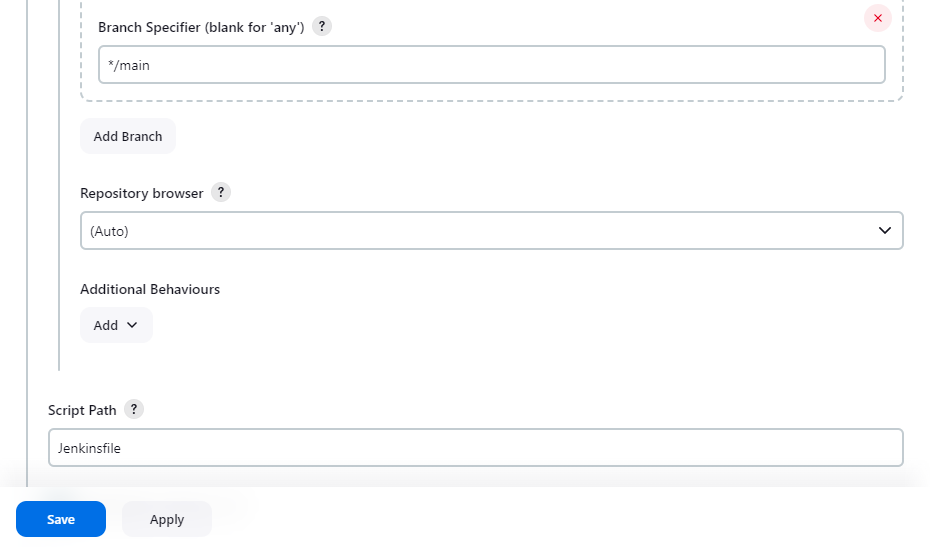 Branch Specifier (blank for 'any') ?
*/main
Add Branch
Repository browser ?
(Auto)
Additional Behaviours
Add
Script Path ?
Jenkinsfile
Save Apply